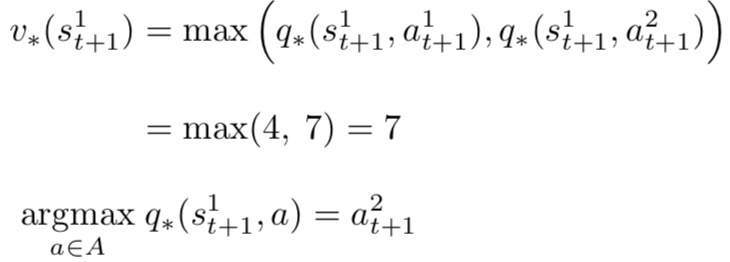 v_*(s^1_{t+1}) = max(q_*(s^1_{t+1}, a^1_{t+1}), q_*(s^1_{t+1}, a^2_{t+1}))
= max(4, 7) = 7
argmax_{a∈A} q_*(s^1_{t+1}, a) = a^2_{t+1}